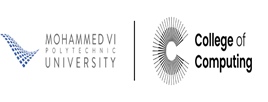 MOHAMMED VI
POLYTECHNIC
UNIVERSITY
College of
Computing